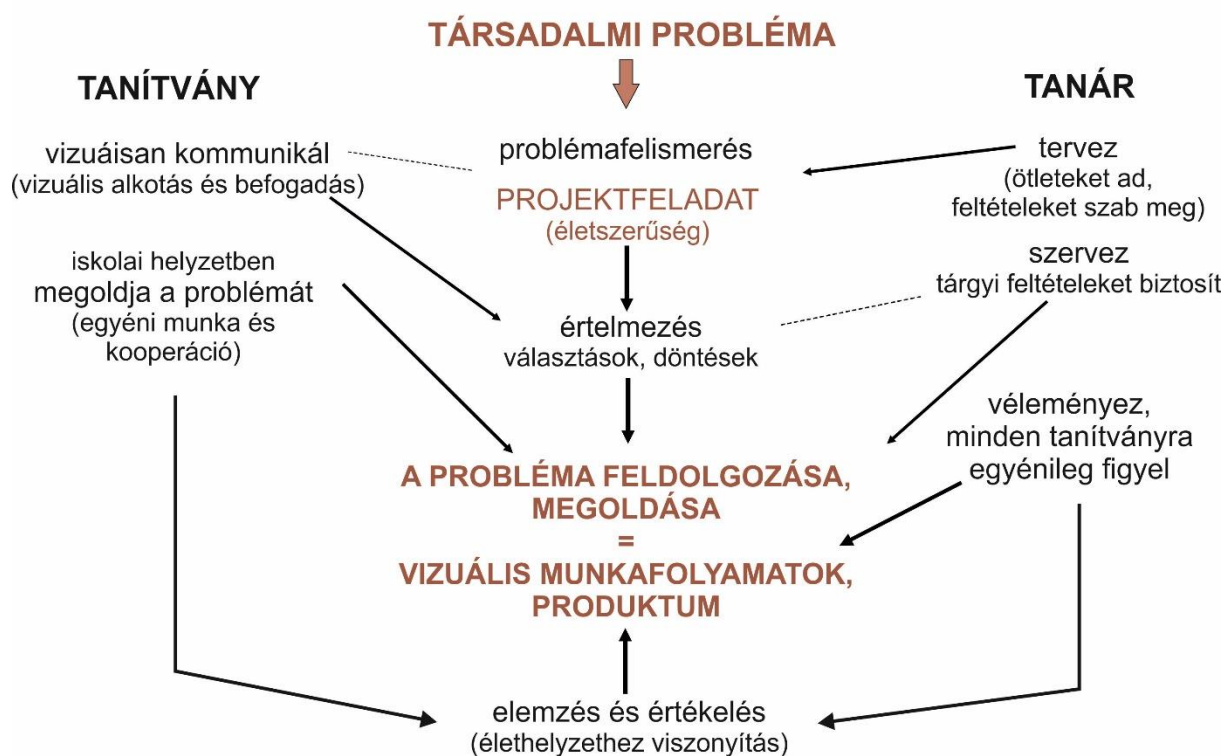 TÁRSADALMI PROBLÉMA
TANÍTVÁNY
vizuáisan kommunikál
(vizuális alkotás és befogadás)
iskolai helyzetben
megoldja a problémát
(egyéni munka és
kooperáció)
problémafelismerés
PROJEKTFELADAT
(életszerűség)
értelmezés
választások, döntések
A PROBLÉMA FELDOLGOZÁSA,
MEGOLDÁSA
=
VIZUÁLIS MUNKAFOLYAMATOK,
PRODUKTUM
elemzés és értékelés
(élethelyzethez viszonyítás)
TANÁR
tervez
(ötleteket ad,
feltételeket szab meg)
szervez
tárgyi feltételeket biztosít
véleményez,
minden tanítványra
egyénileg figyel